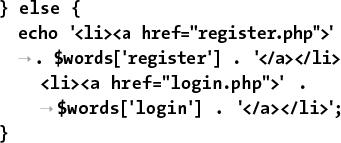 } else {
echo '<li><a href="register.php">'
→. $words['register'] . '</a></li>
<li><a href="login.php">' .
→$words['login'] . '</a></li>';
}